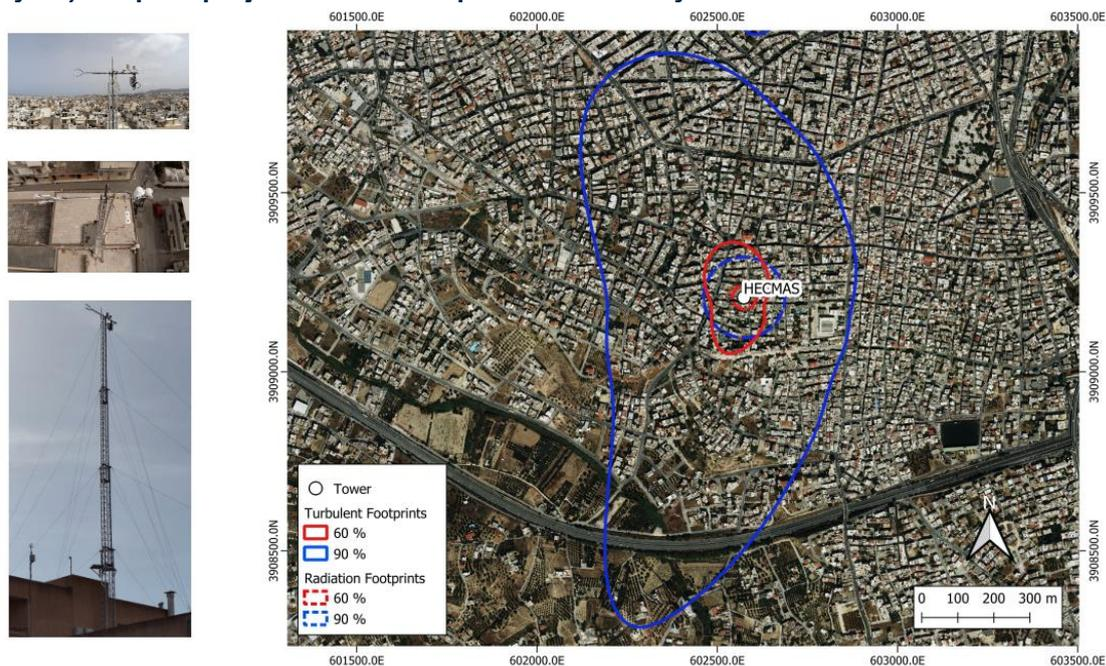 601500.0E 602000.0E 602500.0E 603000.0E 603500.0E
3909500.0N 3909500.0N
HECMAS
3909000.0N 3909000.0N
Tower
Turbulent Footprints
60 %
90 %
Radiation Footprints
60 %
90 %
3908500.0N 3908500.0N
N
0 100 200 300 m
601500.0E 602000.0E 602500.0E 603000.0E 603500.0E